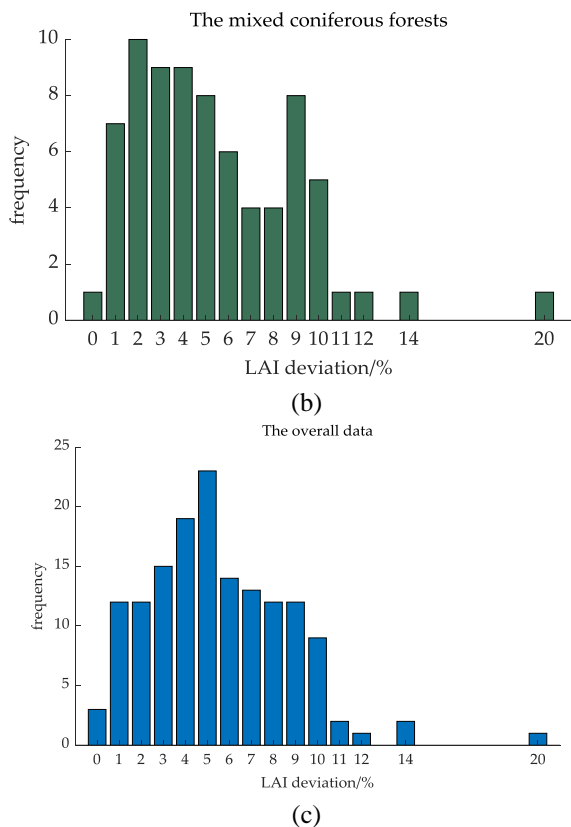 The mixed coniferous forests
10
8
6
4
2
0
frequency
0 1 2 3 4 5 6 7 8 9 10 11 12 14 20
LAI deviation/%
(b)
The overall data
25
20
15
10
5
0
frequency
0 1 2 3 4 5 6 7 8 9 10 11 12 14 20
LAI deviation/%
(c)